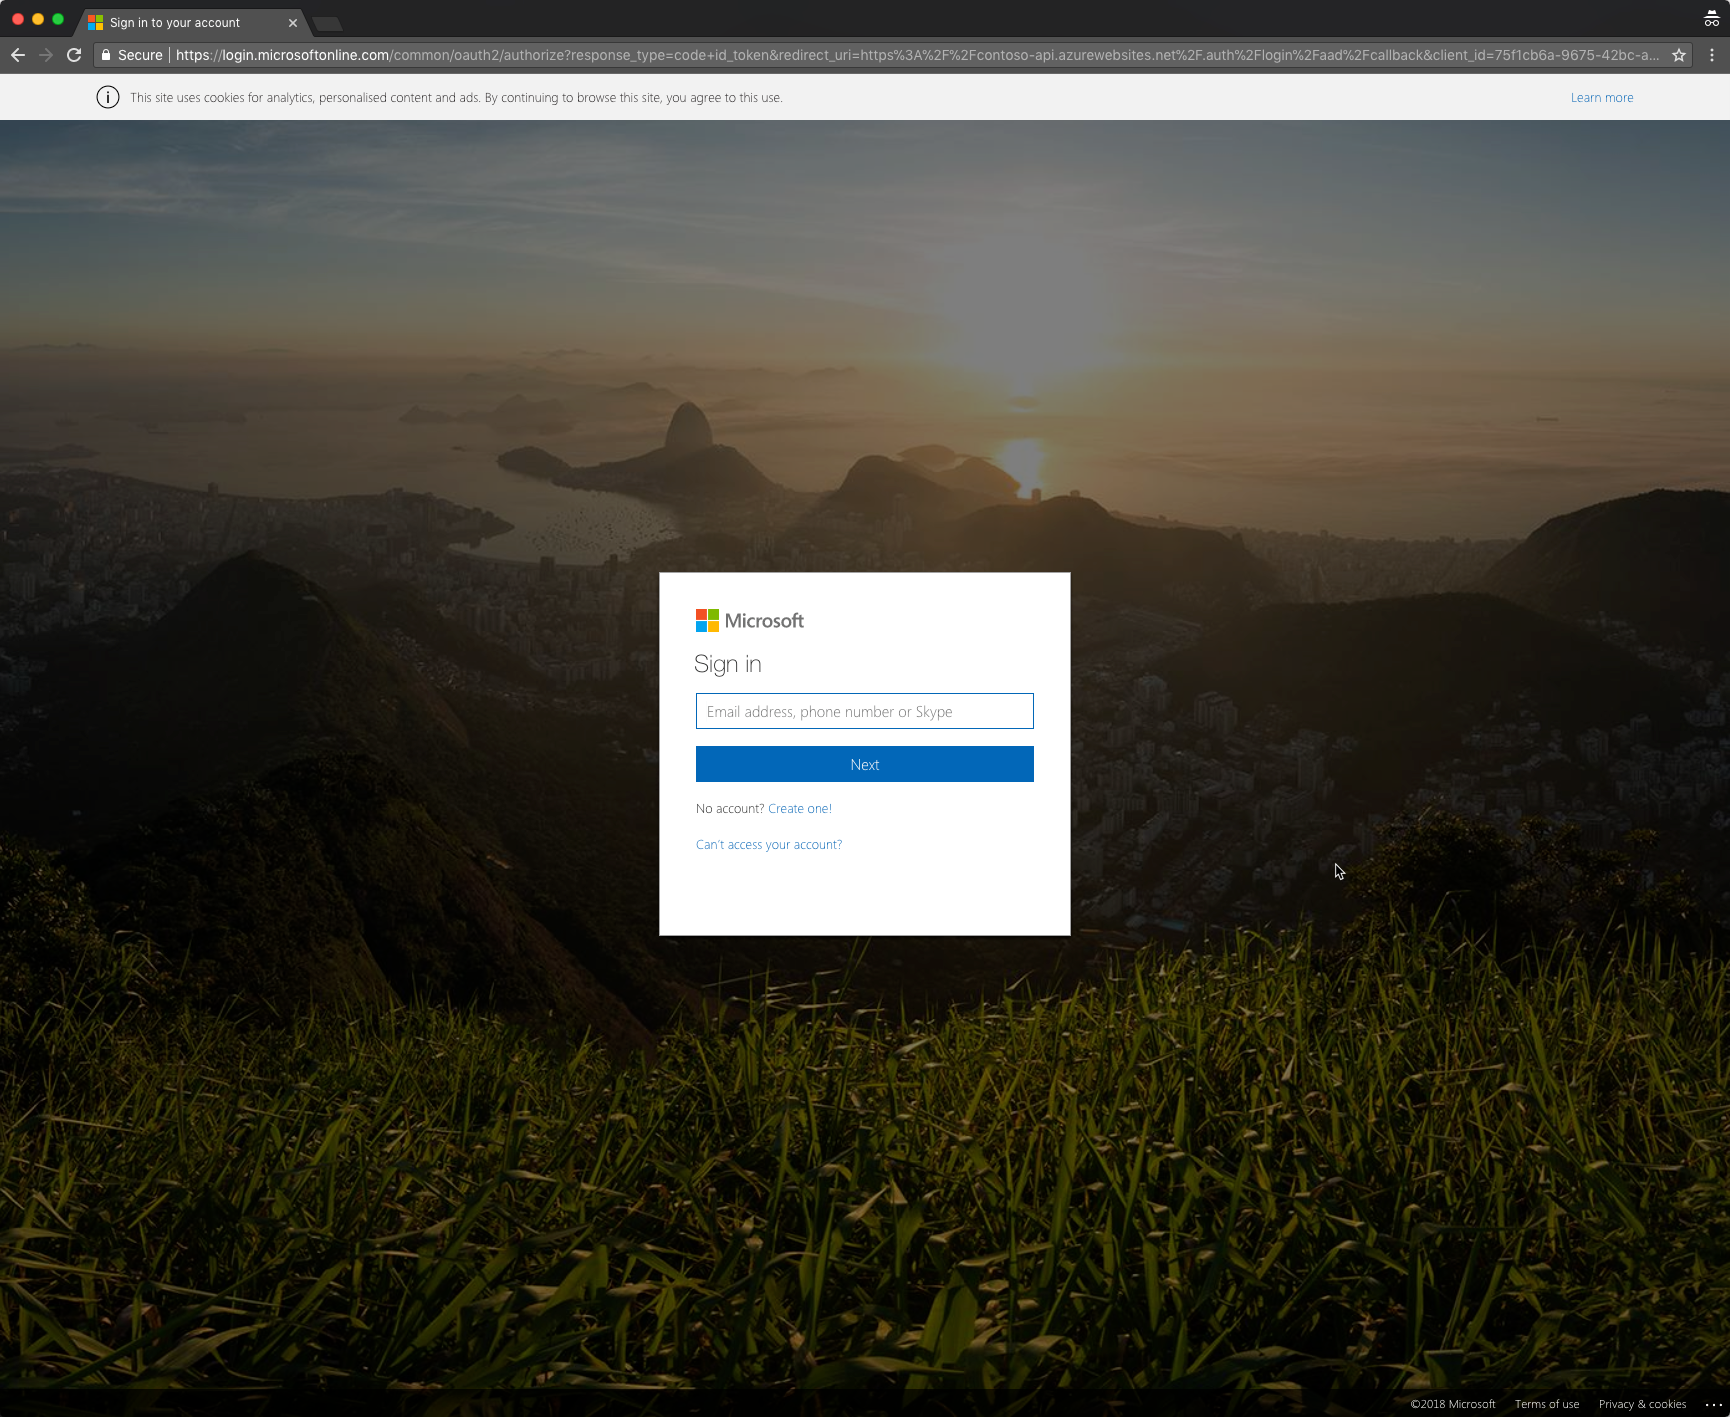 Sign in to your account
Secure https://login.microsoftonline.com/common/oauth2/authorize?response_type=code+id_token&redirect_uri=https%3A%2F%2Fcontoso-api.azurewebsites.net%2F.auth%2Flogin%2Faad%2Fcallback&client_id=75f1cb6a-9675-42bc-a...
This site uses cookies for analytics, personalised content and ads. By continuing to browse this site, you agree to this use.
Learn more
Microsoft
Sign in
Email address, phone number or Skype
Next
No account? Create one!
Can't access your account?
©2018 Microsoft Terms of use Privacy & cookies ...